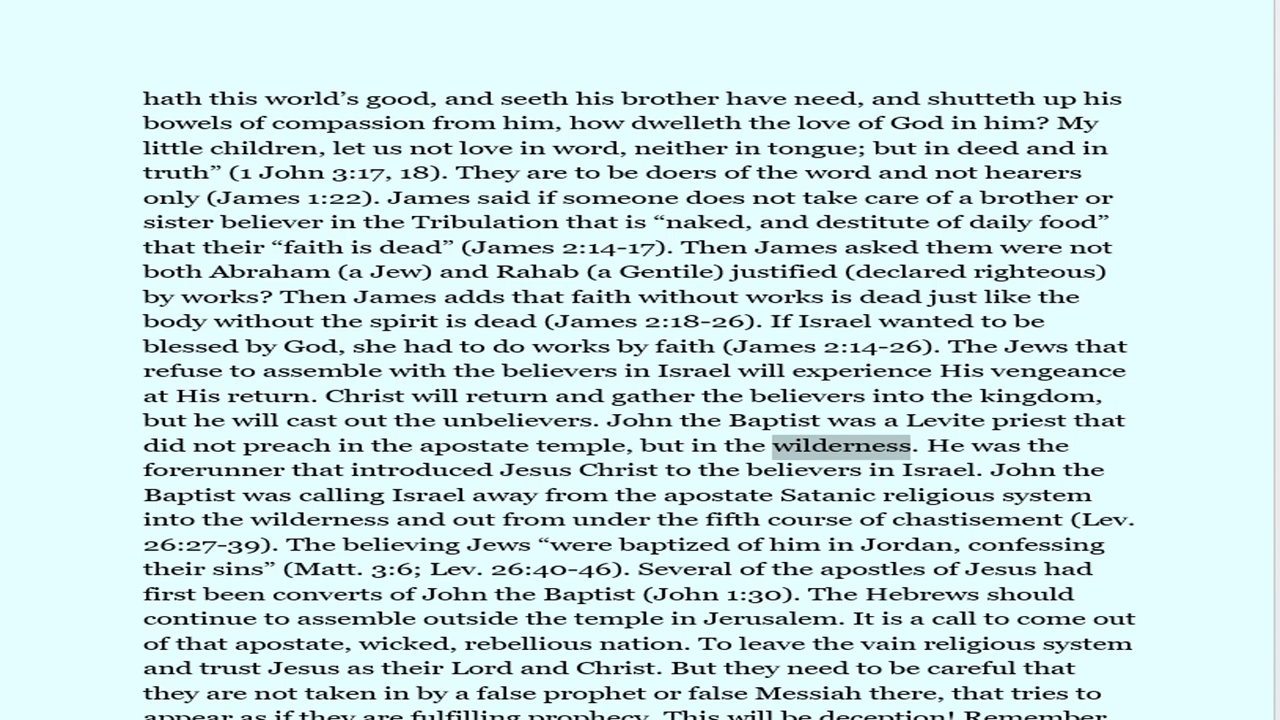 hath this world’s good, and seeth his brother have need, and shutteth up his
bowels of compassion from him, how dwelleth the love of God in him? My
little children, let us not love in word, neither in tongue; but in deed and in
truth” (1 John 3:17, 18). They are to be doers of the word and not hearers
only (James 1:22). James said if someone does not take care of a brother or
sister believer in the Tribulation that is “naked, and destitute of daily food”
that their “faith is dead” (James 2:14-17). Then James asked them were not
both Abraham (a Jew) and Rahab (a Gentile) justified (declared righteous)
by works? Then James adds that faith without works is dead just like the
body without the spirit is dead (James 2:18-26). If Israel wanted to be
blessed by God, she had to do works by faith (James 2:14-26). The Jews that
refuse to assemble with the believers in Israel will experience His vengeance
at His return. Christ will return and gather the believers into the kingdom,
but he will cast out the unbelievers. John the Baptist was a Levite priest that
did not preach in the apostate temple, but in the wilderness. He was the
forerunner that introduced Jesus Christ to the believers in Israel. John the
Baptist was calling Israel away from the apostate Satanic religious system
into the wilderness and out from under the fifth course of chastisement (Lev.
26:27-39). The believing Jews “were baptized of him in Jordan, confessing
their sins” (Matt. 3:6; Lev. 26:40-46). Several of the apostles of Jesus had
first been converts of John the Baptist (John 1:30). The Hebrews should
continue to assemble outside the temple in Jerusalem. It is a call to come out
of that apostate, wicked, rebellious nation. To leave the vain religious system
and trust Jesus as their Lord and Christ. But they need to be careful that
they are not taken in by a false prophet or false Messiah there, that tries to
appear as if they are fulfilling prophecy. This will be deception! Remember